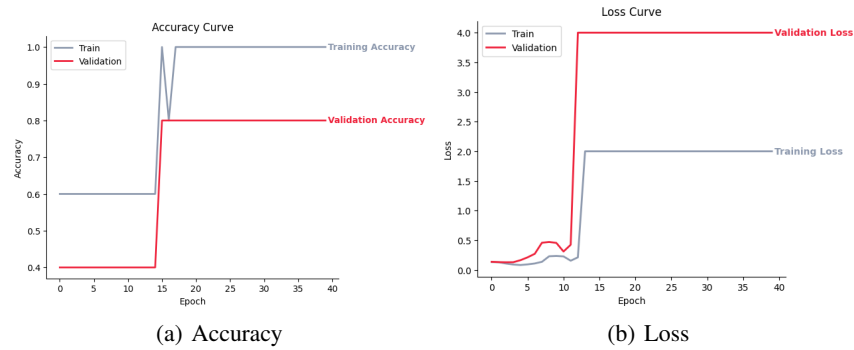 Accuracy Curve
Train
Validation
Training Accuracy
Validation Accuracy
Accuracy
1.0
0.9
0.8
0.7
0.6
0.5
0.4
0 5 10 15 20 25 30 35 40
Epoch
(a) Accuracy
Loss Curve
Train
Validation
Validation Loss
Training Loss
Loss
4.0
3.5
3.0
2.5
2.0
1.5
1.0
0.5
0.0
0 5 10 15 20 25 30 35 40
Epoch
(b) Loss